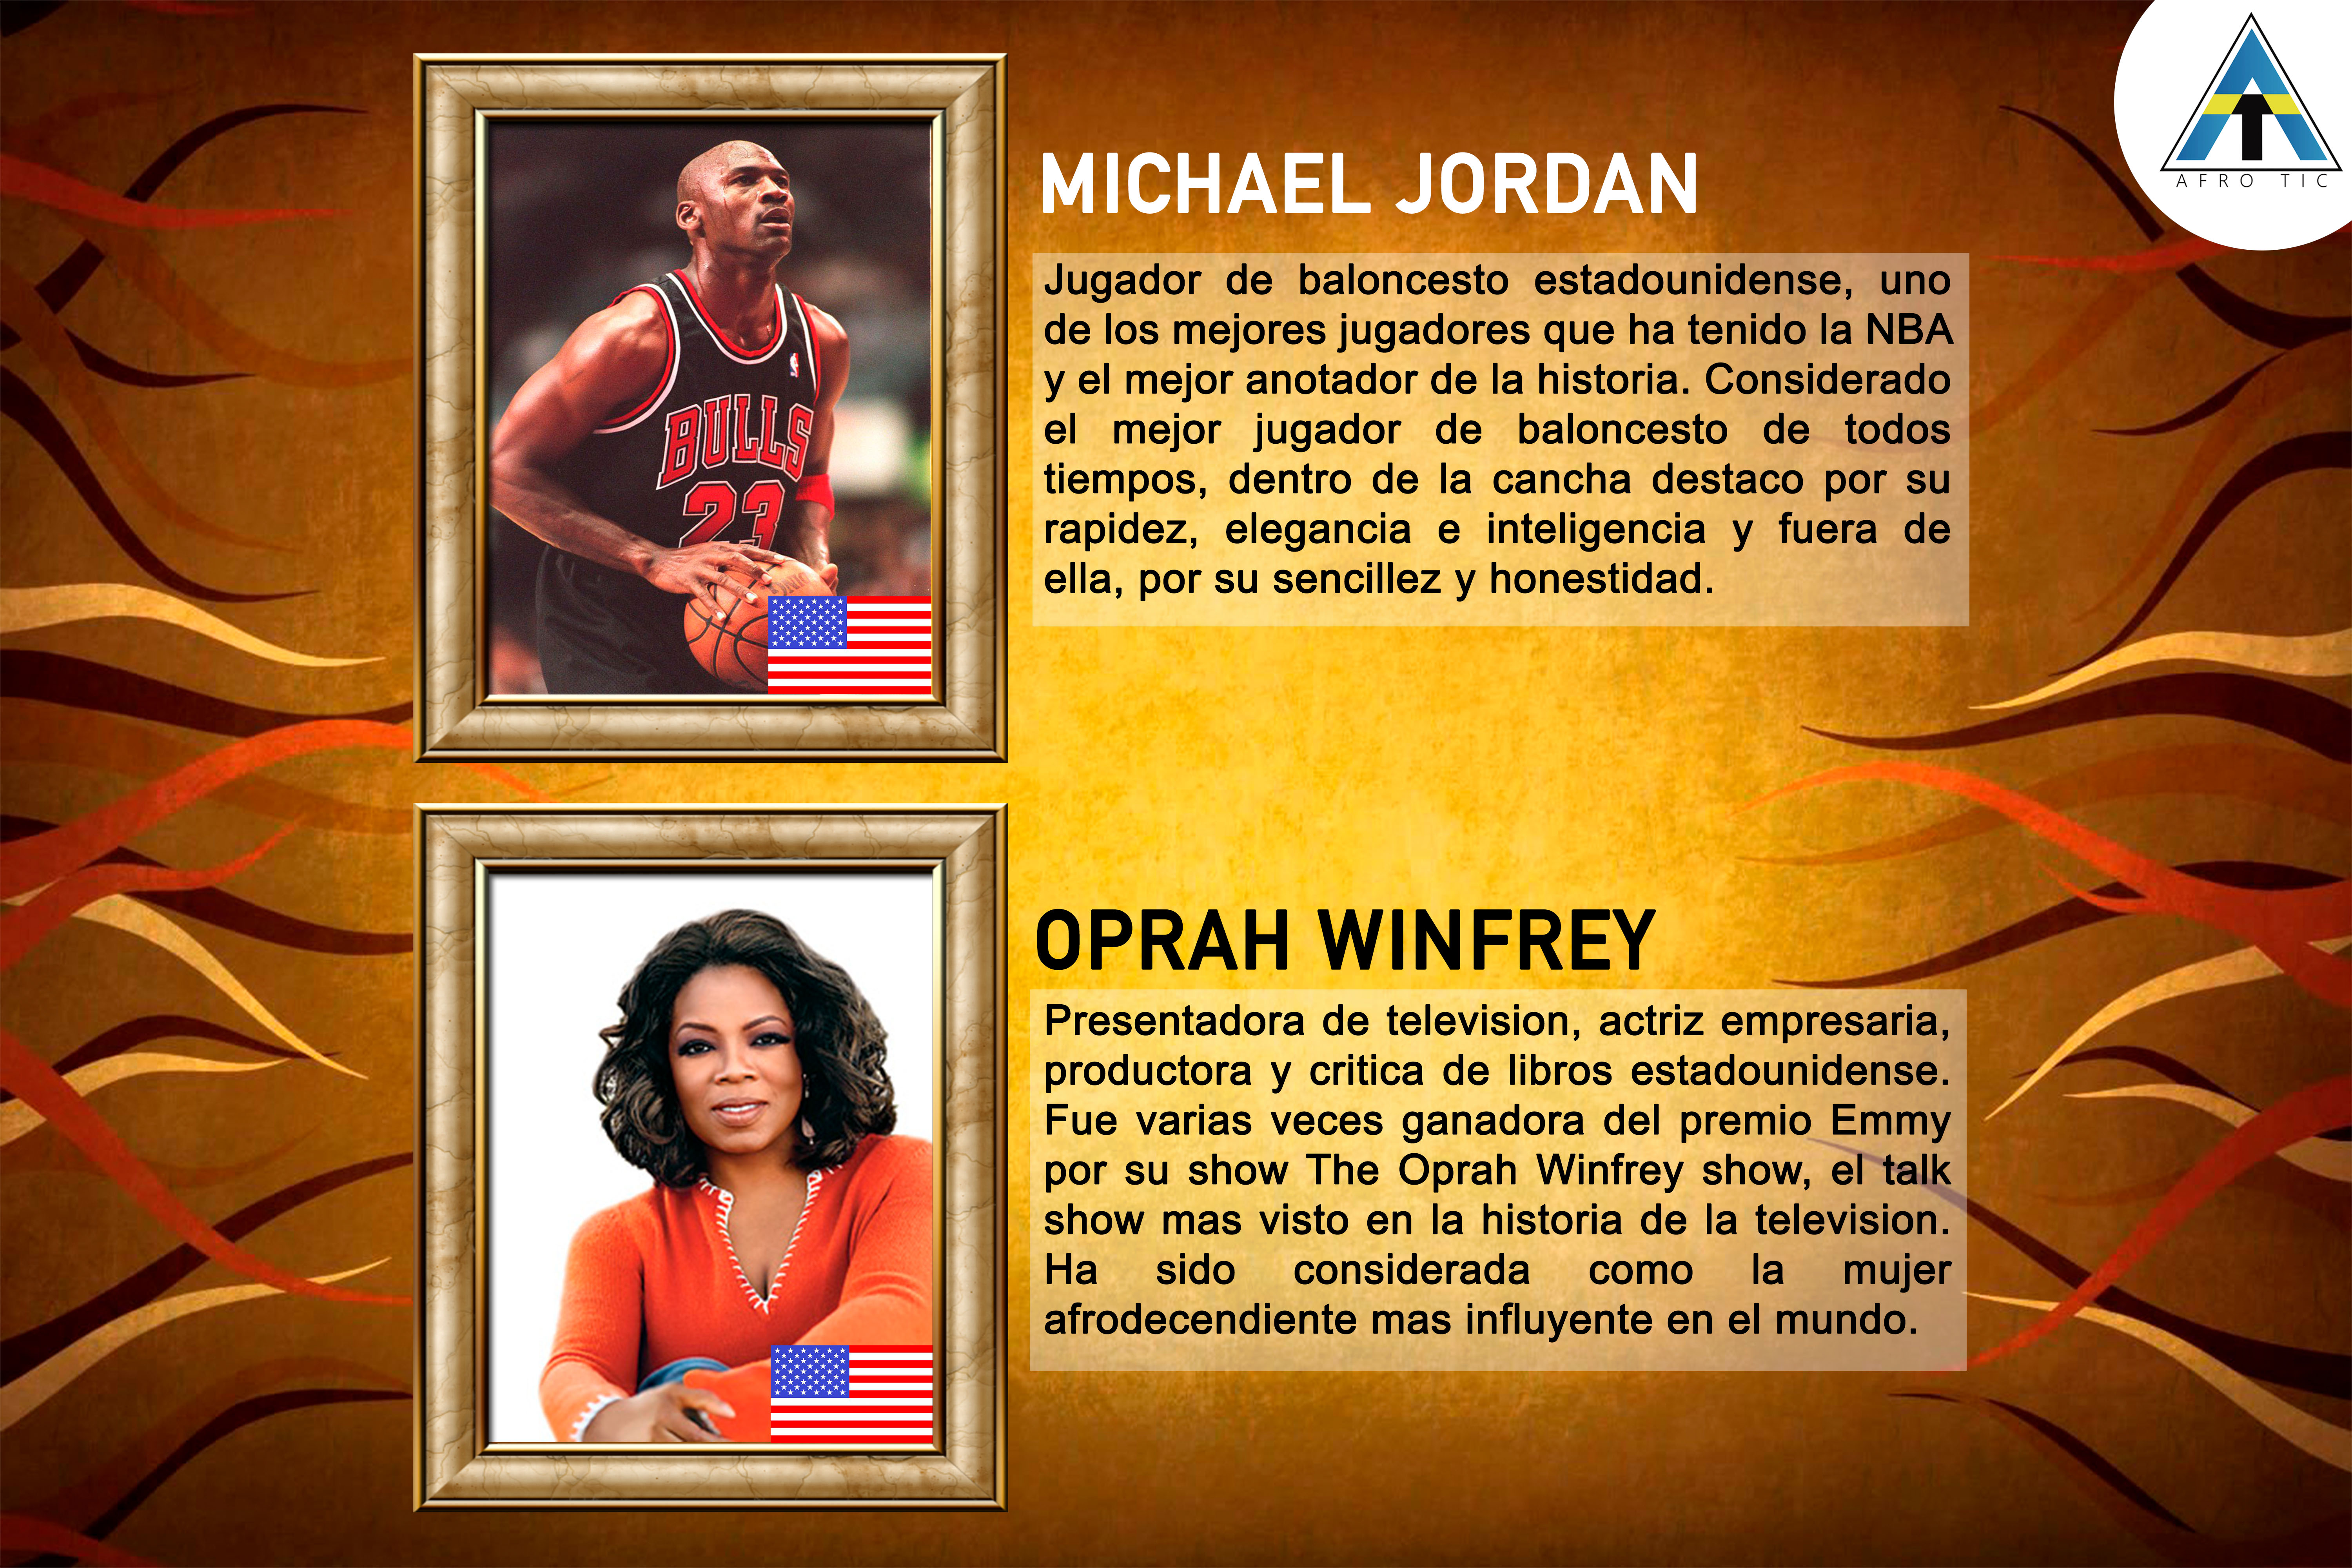 AFRO TIC
MICHAEL JORDAN
Jugador de baloncesto estadounidense, uno
de los mejores jugadores que ha tenido la NBA
y el mejor anotador de la historia. Considerado
el mejor jugador de baloncesto de todos
tiempos, dentro de la cancha destaco por su
rapidez, elegancia e inteligencia y fuera de
ella, por su sencillez y honestidad.
BULLS
23
OPRAH WINFREY
Presentadora de television, actriz empresaria,
productora y critica de libros estadounidense.
Fue varias veces ganadora del premio Emmy
por su show The Oprah Winfrey show, el talk
show mas visto en la historia de la television.
Ha sido considerada como la mujer
afrodecendiente mas influyente en el mundo.